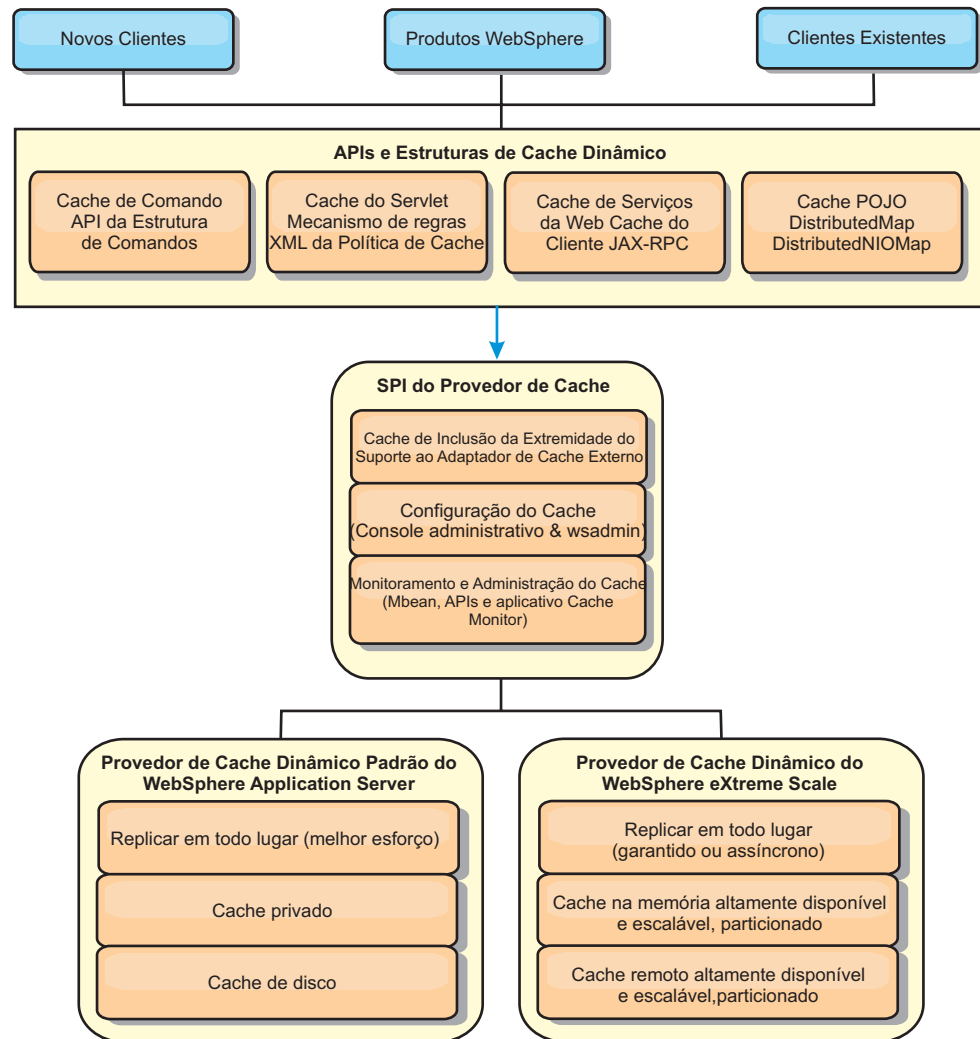 Novos Clientes
Produtos WebSphere
Clientes Existentes
APIs e Estruturas de Cache Dinâmico
Cache de Comando
API da Estrutura
de Comandos
Cache do Servlet
Mecanismo de regras
XML da Política de Cache
Cache de Serviços
da Web Cache do
Cliente JAX-RPC
Cache POJO
DistributedMap
DistributedNIOMap
SPI do Provedor de Cache
Cache de Inclusão da Extremidade do
Suporte ao Adaptador de Cache Externo
Configuração do Cache
(Console administrativo & wsadmin)
Monitoramento e Administração do Cache
(Mbean, APIs e aplicativo Cache
Monitor)
Provedor de Cache Dinâmico Padrão do
WebSphere Application Server
Replicar em todo lugar (melhor esforço)
Cache privado
Cache de disco
Provedor de Cache Dinâmico do
WebSphere eXtreme Scale
Replicar em todo lugar
(garantido ou assíncrono)
Cache na memória altamente disponível
e escalável, particionado
Cache remoto altamente disponível
e escalável,particionado